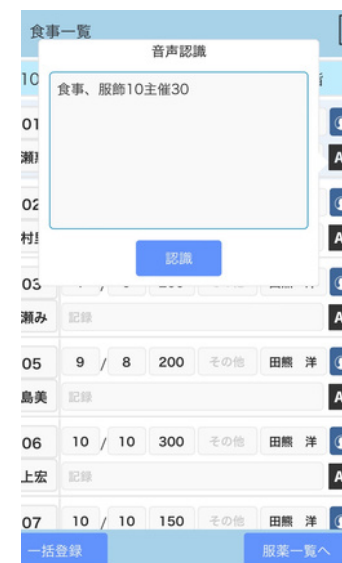 食事一覧
音声認識
10
食事、服飾10主催30
01
02
認識
03
瀬み
記録
05 9 / 8 200 その他 田熊 洋
島美 記録
06 10 / 10 300 その他 田熊 洋
上宏 記録
07 10 / 10 150 その他 田熊 洋
一括登録
服薬一覧へ